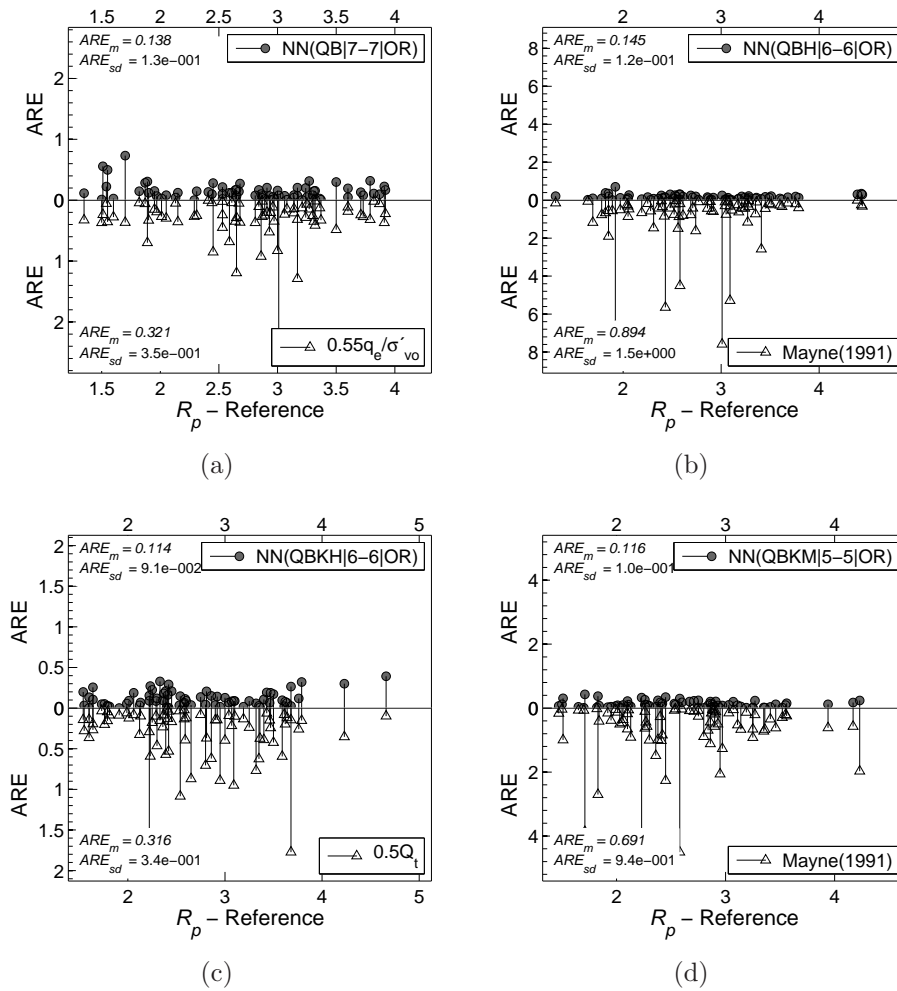 1.5 2 2.5 3 3.5 4
ARE_m = 0.138
ARE_sd = 1.3e−001
NN(QB|7−7|OR)
2
1
0
1
2
ARE
ARE
ARE_m = 0.321
ARE_sd = 3.5e−001
0.55q_e/σ′_vo
1.5 2 2.5 3 3.5 4
R_p − Reference
(a)
2 3 4
ARE_m = 0.145
ARE_sd = 1.2e−001
NN(QBH|6−6|OR)
8
6
4
2
0
2
4
6
8
ARE
ARE
ARE_m = 0.894
ARE_sd = 1.5e+000
Mayne(1991)
2 3 4
R_p − Reference
(b)
2 3 4 5
ARE_m = 0.114
ARE_sd = 9.1e−002
NN(QBKH|6−6|OR)
2
1.5
1
0.5
0
0.5
1
1.5
2
ARE
ARE
ARE_m = 0.316
ARE_sd = 3.4e−001
0.5Q_t
2 3 4 5
R_p − Reference
(c)
2 3 4
ARE_m = 0.116
ARE_sd = 1.0e−001
NN(QBKM|5−5|OR)
4
2
0
2
4
ARE
ARE
ARE_m = 0.691
ARE_sd = 9.4e−001
Mayne(1991)
2 3 4
R_p − Reference
(d)